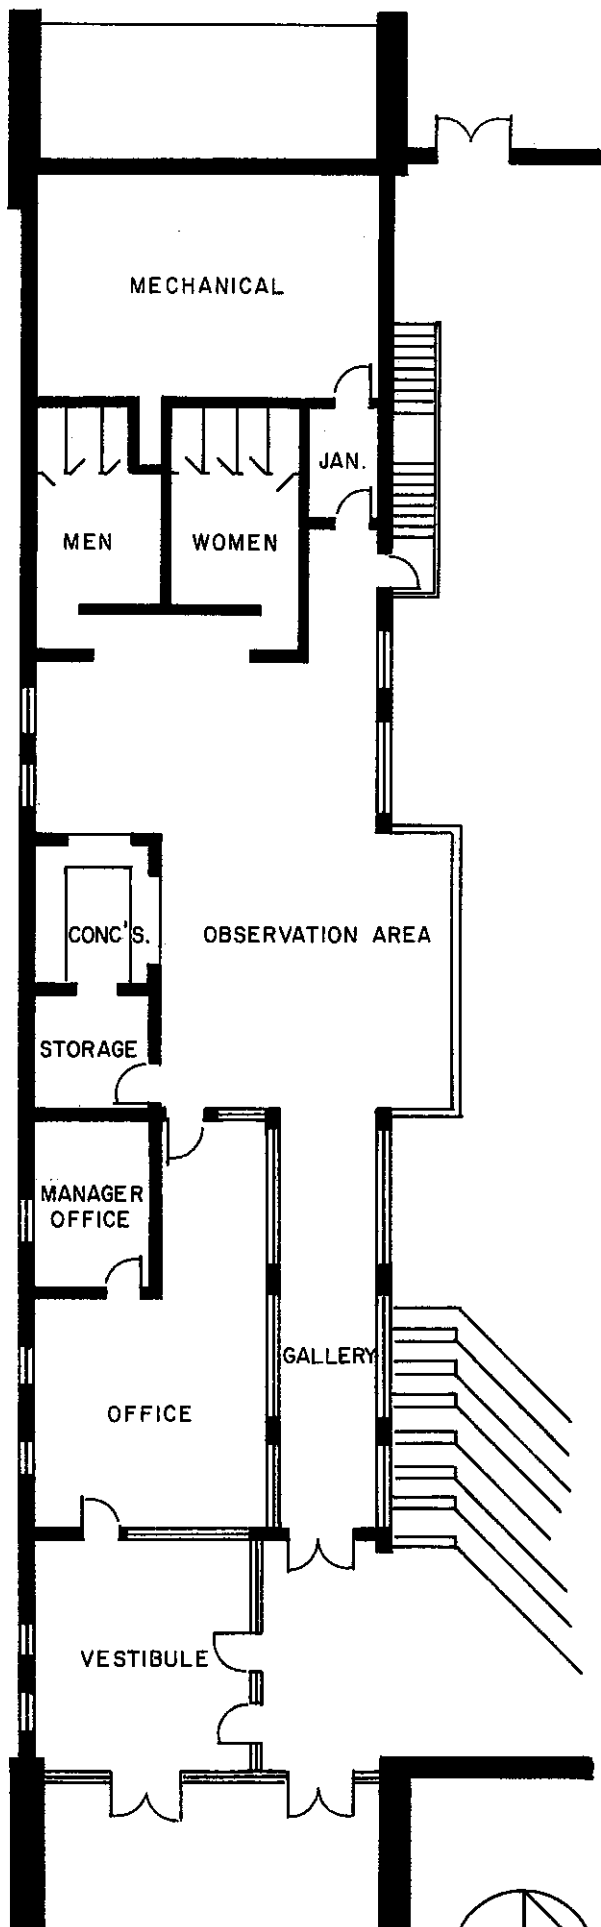 MECHANICAL
JAN.
MEN
WOMEN
CONC'S.
OBSERVATION AREA
STORAGE
MANAGER
OFFICE
GALLERY
OFFICE
VESTIBULE